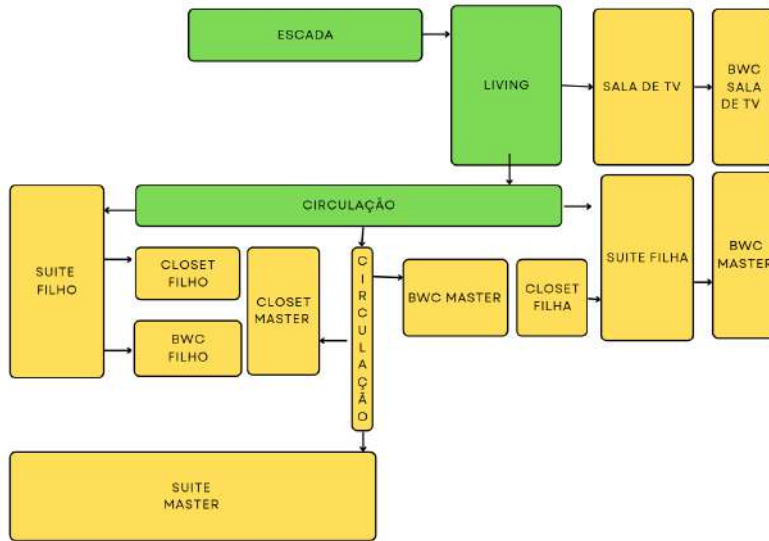 ESCADA
LIVING
SALA DE TV
BWC
SALA
DE TV
CIRCULAÇÃO
SUITE
FILHO
CLOSET
FILHO
BWC
FILHO
CLOSET
MASTER
CIRCULAÇÃO
BWC MASTER
CLOSET
FILHA
SUITE FILHA
BWC
MASTER
SUITE
MASTER